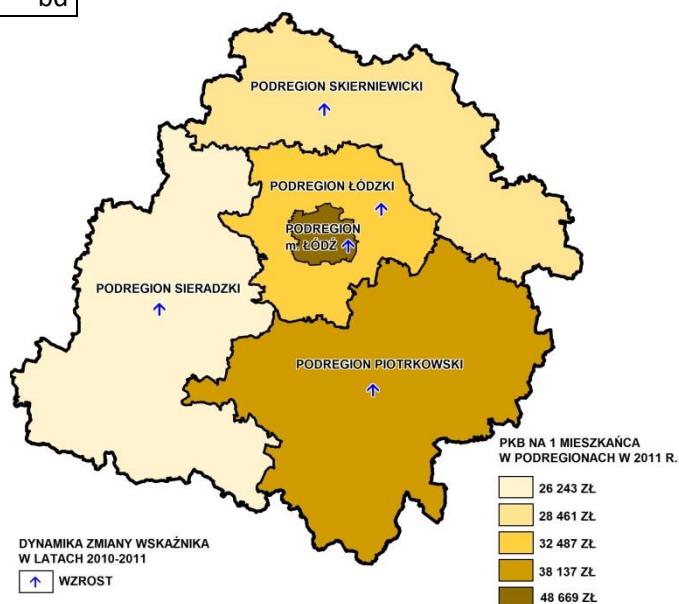 bd
PODREGION SKIERNIEWICKI
PODREGION ŁÓDZKI
PODREGION
m. ŁÓDŹ
PODREGION SIERADZKI
PODREGION PIOTRKOWSKI
PKB NA 1 MIESZKAŃCA
W PODREGIONACH W 2011 R.
26 243 ZŁ
28 461 ZŁ
32 487 ZŁ
38 137 ZŁ
48 669 ZŁ
DYNAMIKA ZMIANY WSKAŹNIKA
W LATACH 2010-2011
WZROST